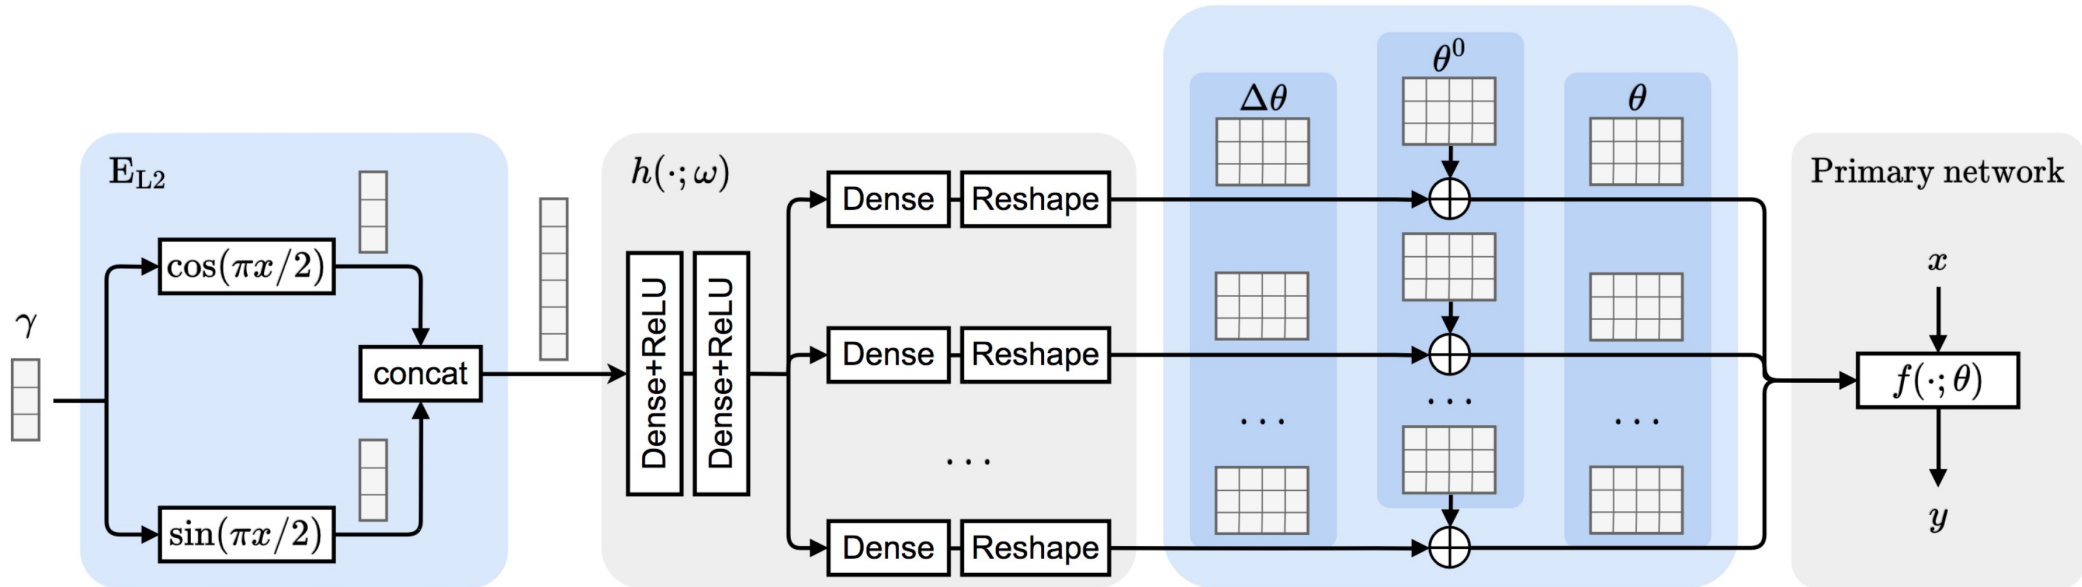 γ
E_L2
cos(πx/2)
sin(πx/2)
concat
h(·; ω)
Dense+ReLU
Dense+ReLU
Dense
Reshape
Dense
Reshape
...
Dense
Reshape
Δθ
...
θ⁰
...
θ
...
Primary network
x
f(·; θ)
y